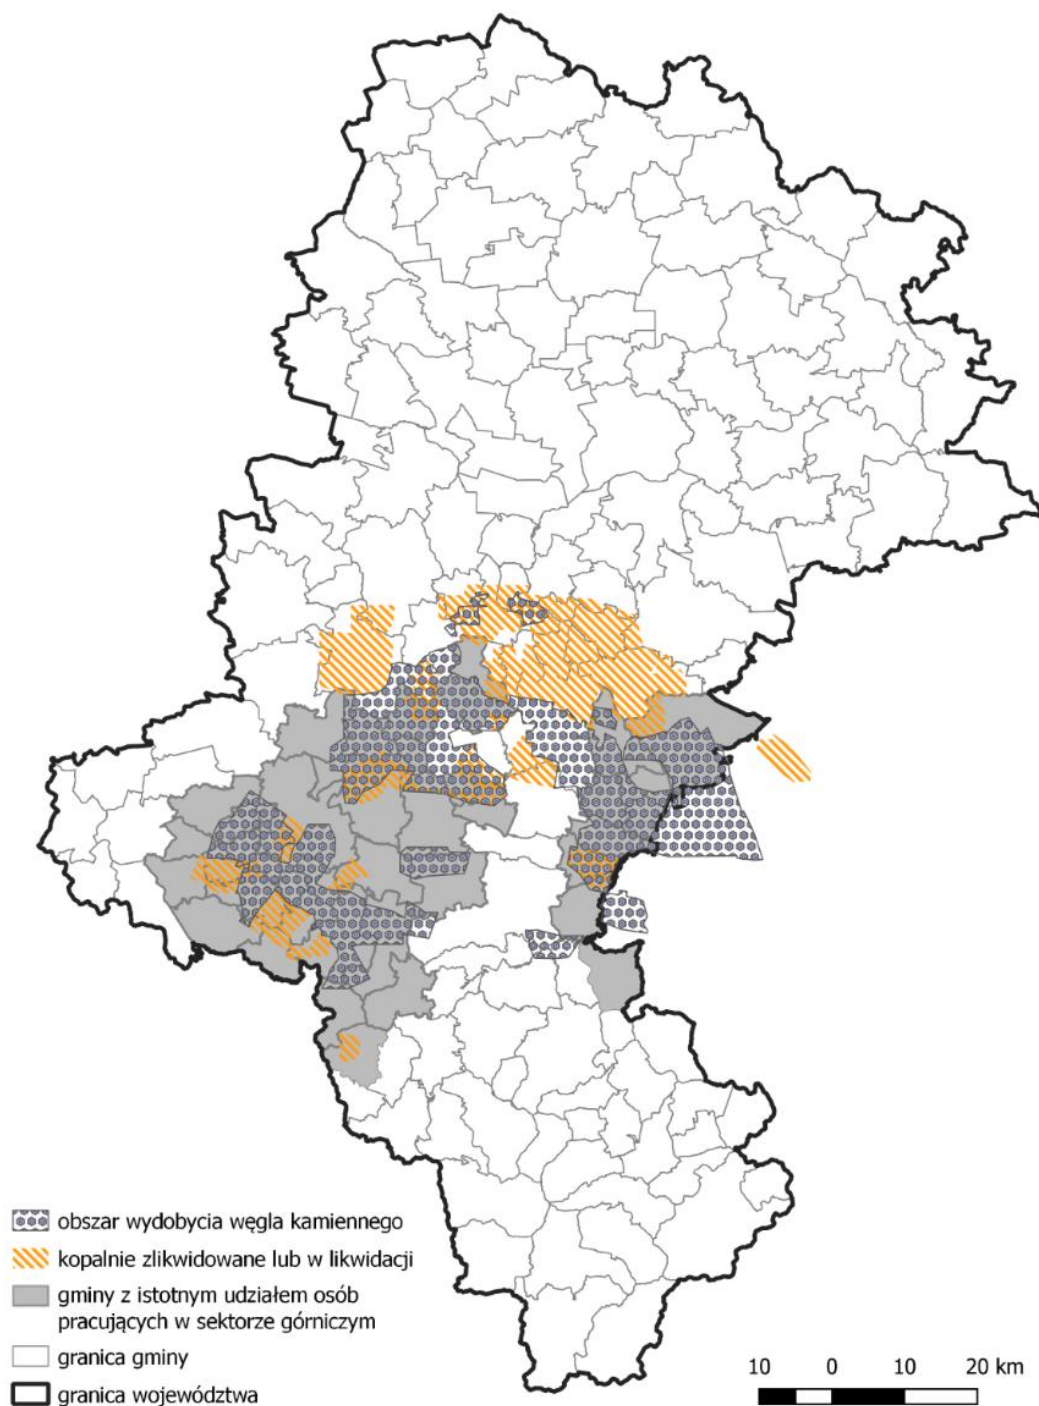 obszar wydobycia węgla kamiennego
kopalnie zlikwidowane lub w likwidacji
gminy z istotnym udziałem osób
pracujących w sektorze górniczym
granica gminy
granica województwa
10 0 10 20 km